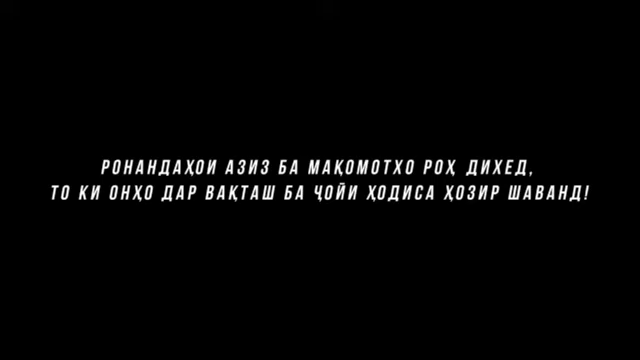 РОНАНДАҲОИ АЗИЗ БА МАҚОМОТХО РОҲ ДИХЕД,
ТО КИ ОНҲО ДАР ВАҚТАШ БА ҶОЙИ ҲОДИСА ҲОЗИР ШАВАНД!